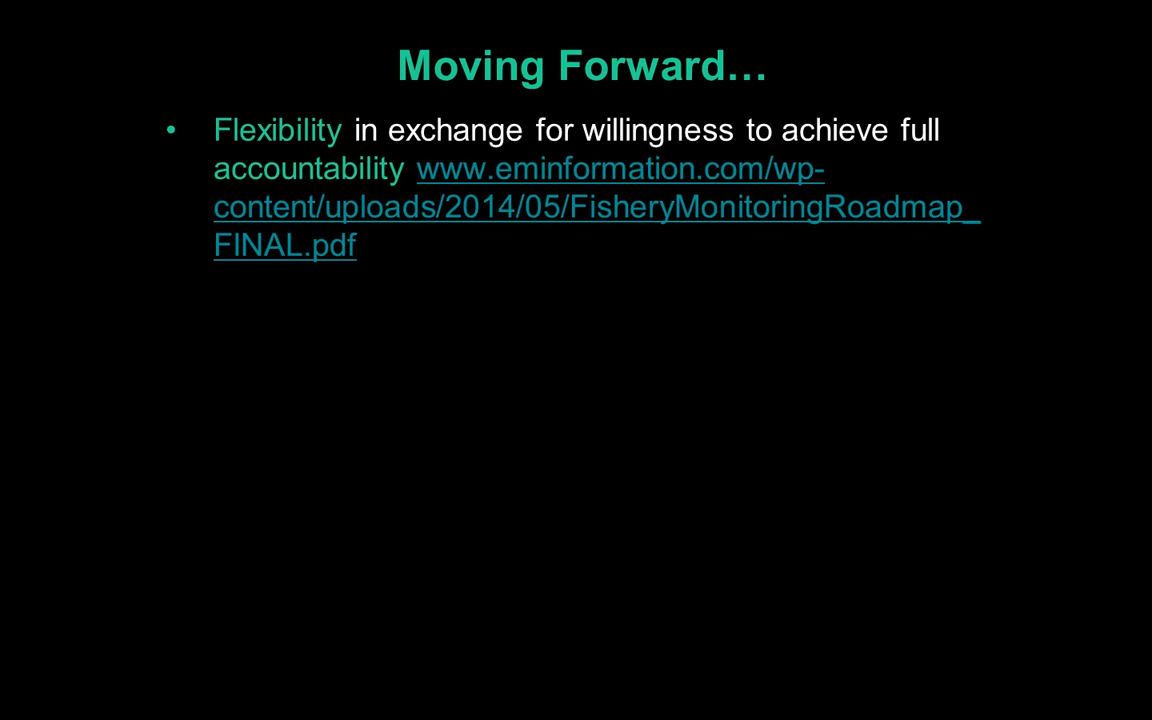 Moving Forward…
• Flexibility in exchange for willingness to achieve full
accountability www.eminformation.com/wp-
content/uploads/2014/05/FisheryMonitoringRoadmap_
FINAL.pdf